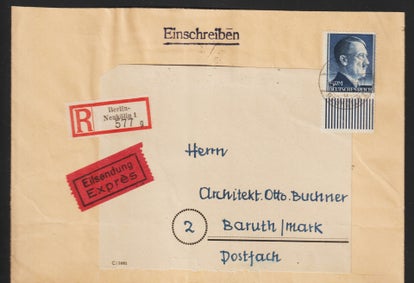 Einschreiben
DEUTSCHES REICH
R
Berlin-
Neukölln 1
577 g
Eilsendung
Exprès
Herrn
Architekt. Otto. Buchner
2
Baruth/Mark
Postfach